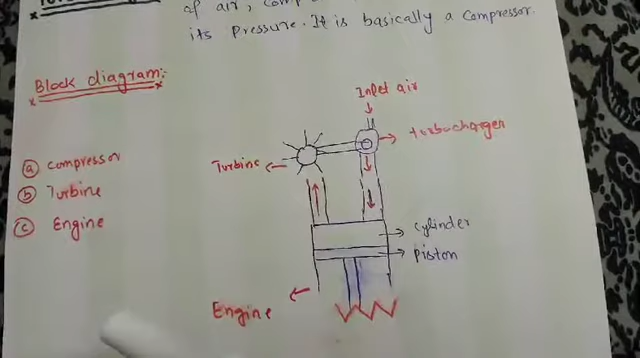 of air, comp
its pressure. It is basically a compressor.
Block diagram:
Inlet air
turbocharger
Turbine
ⓐ compressor
ⓑ Turbine
ⓒ Engine
cylinder
piston
Engine